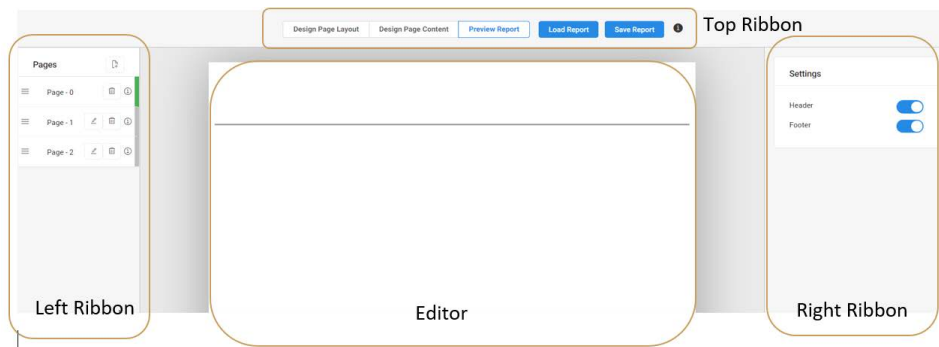 Design Page Layout Design Page Content Preview Report Load Report Save Report Top Ribbon
Pages
Page - 0
Page - 1
Page - 2
Left Ribbon
Editor
Settings
Header
Footer
Right Ribbon